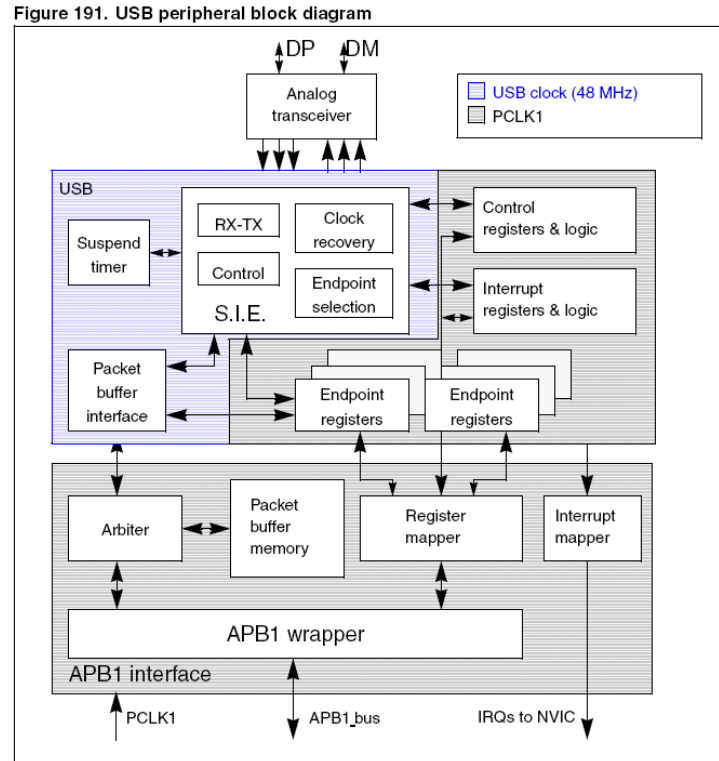 Figure 191. USB peripheral block diagram
DP DM
Analog
transceiver
USB clock (48 MHz)
PCLK1
USB
Suspend
timer
RX-TX
Clock
recovery
Control
Endpoint
selection
S.I.E.
Control
registers & logic
Interrupt
registers & logic
Packet
buffer
interface
Endpoint
registers
Endpoint
registers
Arbiter
Packet
buffer
memory
Register
mapper
Interrupt
mapper
APB1 wrapper
APB1 interface
PCLK1
APB1_bus
IRQs to NVIC